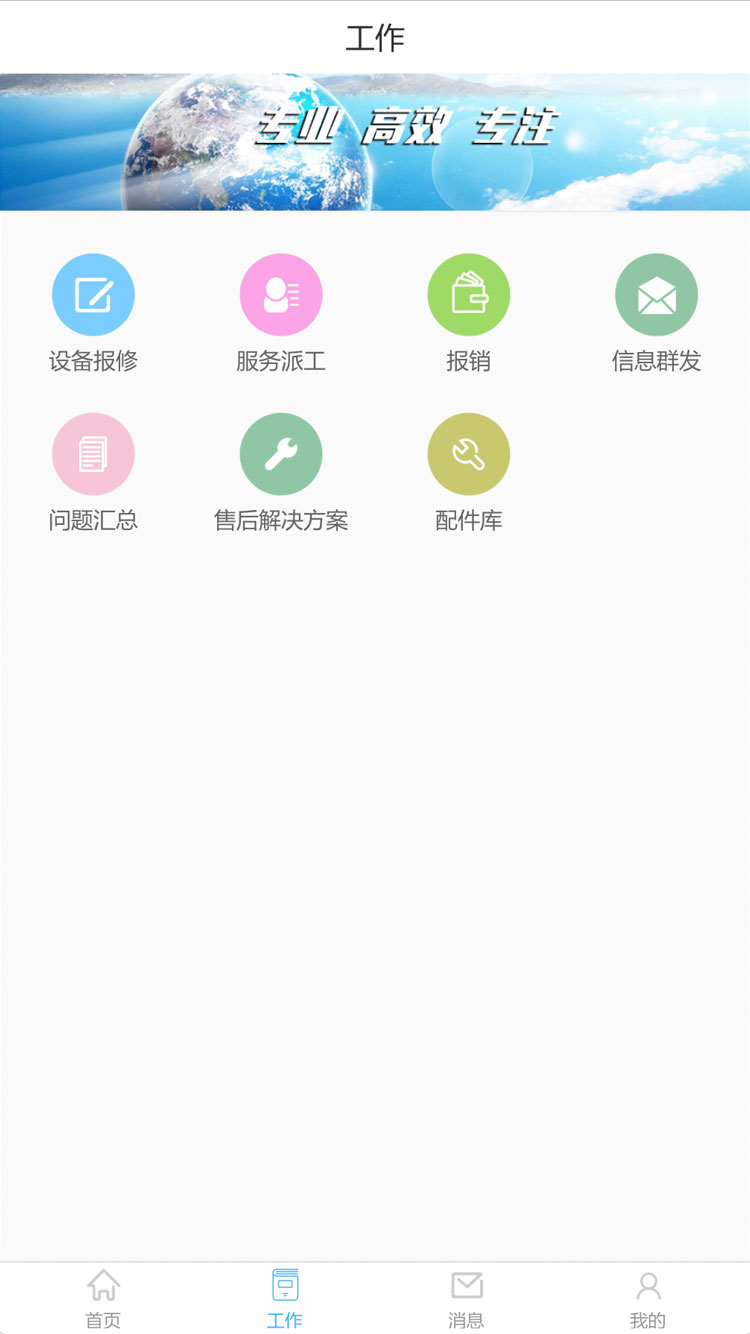 工作
专业 高效 专注
设备报修 服务派工 报销 信息群发
问题汇总 售后解决方案 配件库
首页 工作 消息 我的